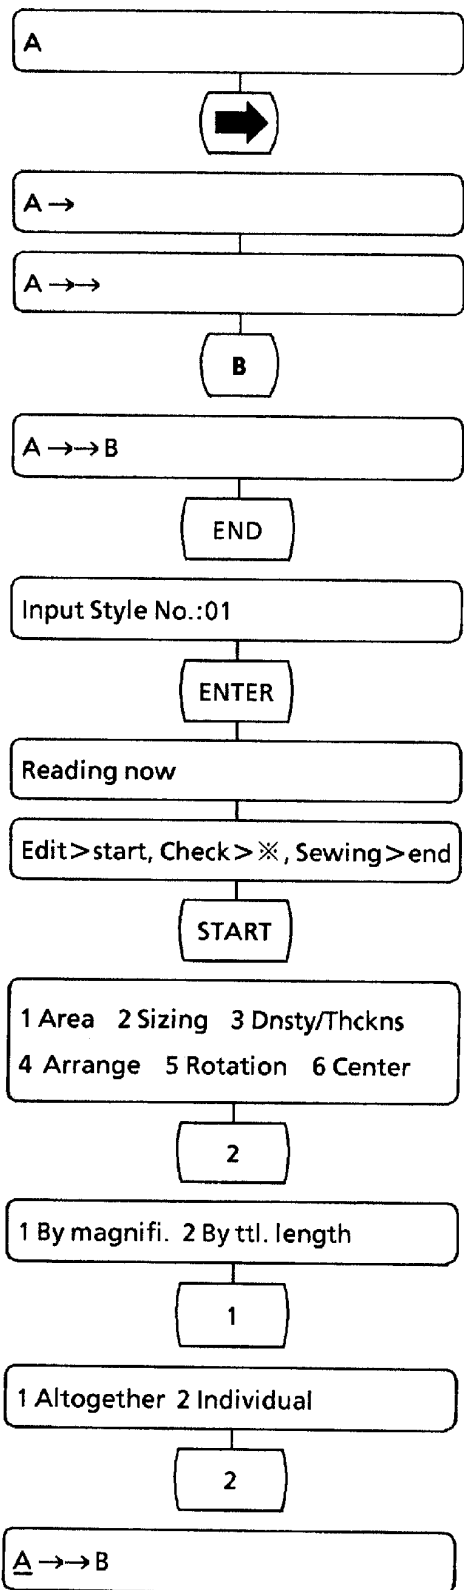 A
A →
A →→
B
A →→ B
END
Input Style No.:01
ENTER
Reading now
Edit>start, Check>※, Sewing>end
START
1 Area 2 Sizing 3 Dnsty/Thckns
4 Arrange 5 Rotation 6 Center
2
1 By magnifi. 2 By ttl. length
1
1 Altogether 2 Individual
2
A →→ B